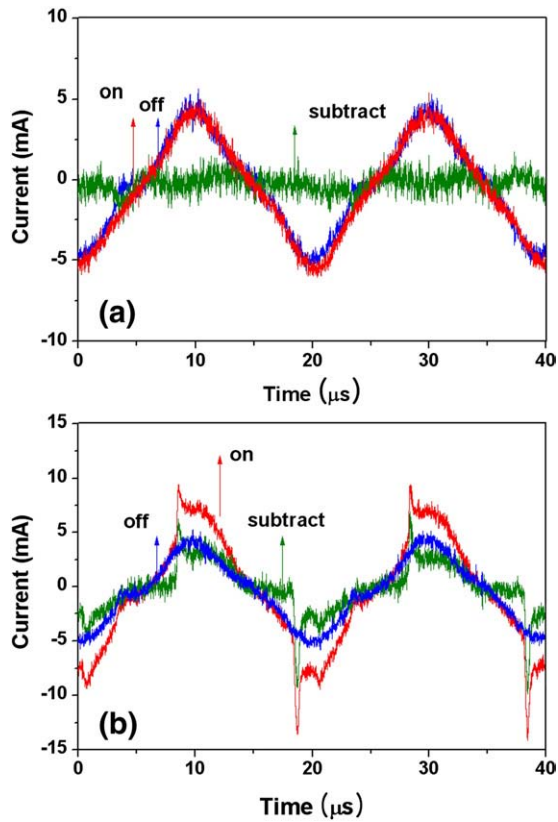 10
5
0
-5
-10
Current (mA)
on
off
subtract
(a)
0 10 20 30 40
Time (μs)
15
10
5
0
-5
-10
-15
Current (mA)
on
off
subtract
(b)
0 10 20 30 40
Time (μs)